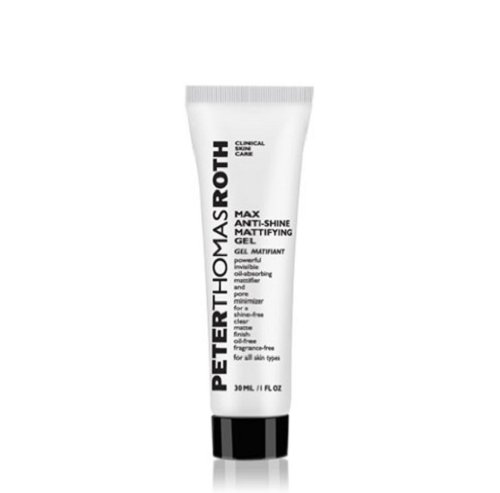 PETERTHOMASROTH
CLINICAL
SKIN
CARE
MAX
ANTI-SHINE
MATTIFYING
GEL
GEL MATIFIANT
powerful
invisible
oil-absorbing
mattifier
and
pore
minimizer
for a
shine-free
clear
matte
finish
oil-free
fragrance-free
for all skin types
30 ML / 1 FL OZ